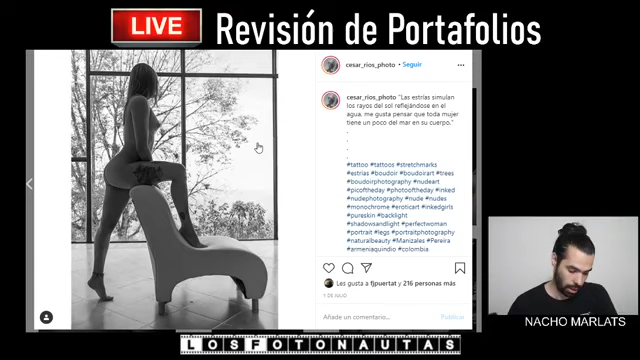 LIVE Revisión de Portafolios
cesar_rios_photo • Seguir
cesar_rios_photo "Las estrías simulan
los rayos del sol reflejándose en el
agua, me gusta pensar que toda mujer
tiene un poco del mar en su cuerpo."
.
.
.
.
#tattoo #tattoos #stretchmarks
#estrias #boudoir #boudoirart #trees
#boudoirphotography #nudeart
#picoftheday #photooftheday #inked
#nudephotography #nude #nudes
#monochrome #eroticart #inkedgirls
#pureskin #backlight
#shadowsandlight #perfectwoman
#portrait #legs #portraitphotography
#naturalbeauty #Manizales #Pereira
#armeniaquindio #colombia
Les gusta a fjpuertat y 216 personas más
1 DE JULIO
Añade un comentario...
Publicar
NACHO MARLATS
LOSFOTONAUTAS